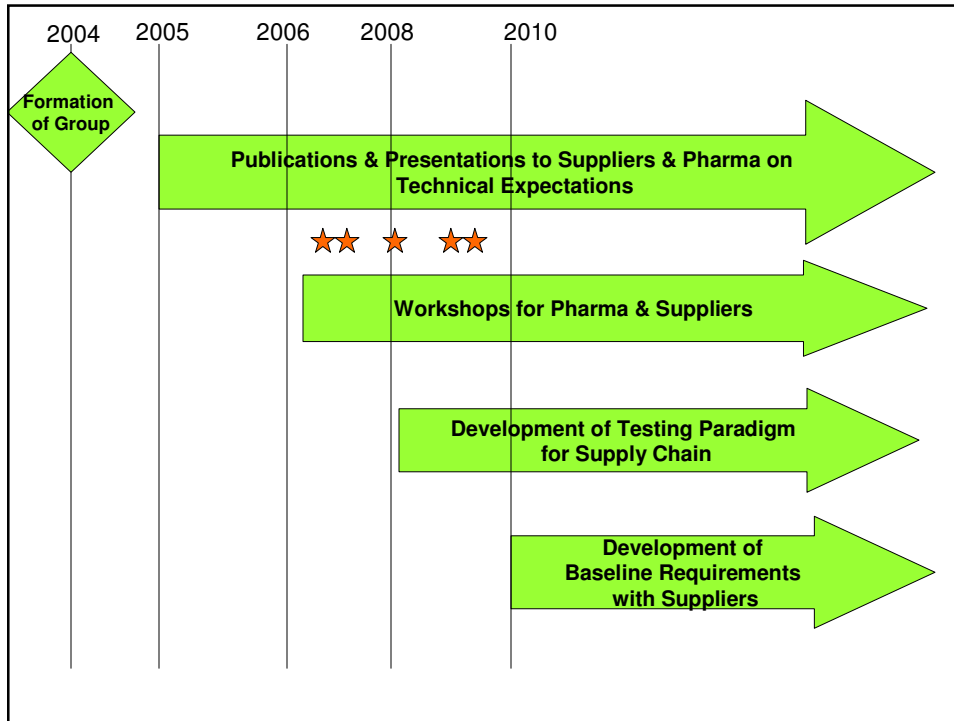 2004 2005 2006 2008 2010
Formation
of Group
Publications & Presentations to Suppliers & Pharma on
Technical Expectations
Workshops for Pharma & Suppliers
Development of Testing Paradigm
for Supply Chain
Development of
Baseline Requirements
with Suppliers